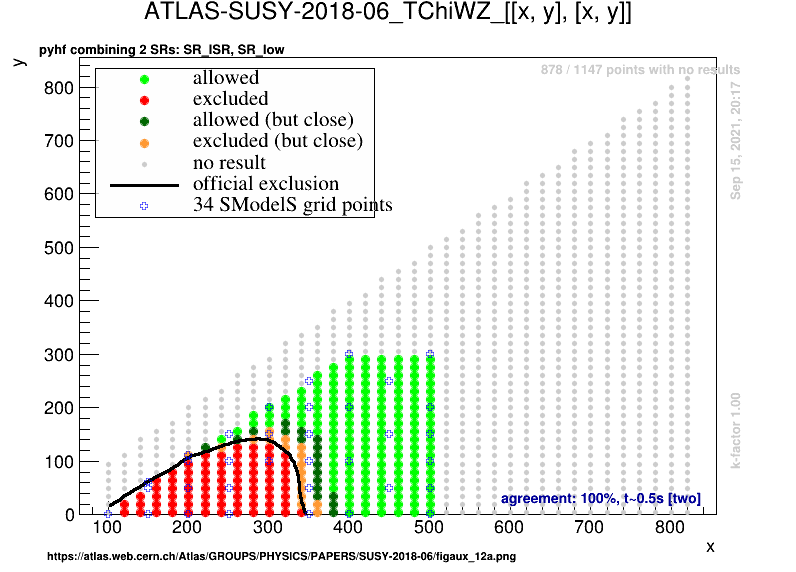 ATLAS-SUSY-2018-06_TChiWZ_[[x, y], [x, y]]
pyhf combining 2 SRs: SR_ISR, SR_low
y
878 / 1147 points with no results
allowed
excluded
allowed (but close)
excluded (but close)
no result
official exclusion
34 SModelS grid points
Sep 15, 2021, 20:17
k-factor 1.00
800
700
600
500
400
300
200
100
0
agreement: 100%, t~0.5s [two]
100 200 300 400 500 600 700 800
x
https://atlas.web.cern.ch/Atlas/GROUPS/PHYSICS/PAPERS/SUSY-2018-06/figaux_12a.png